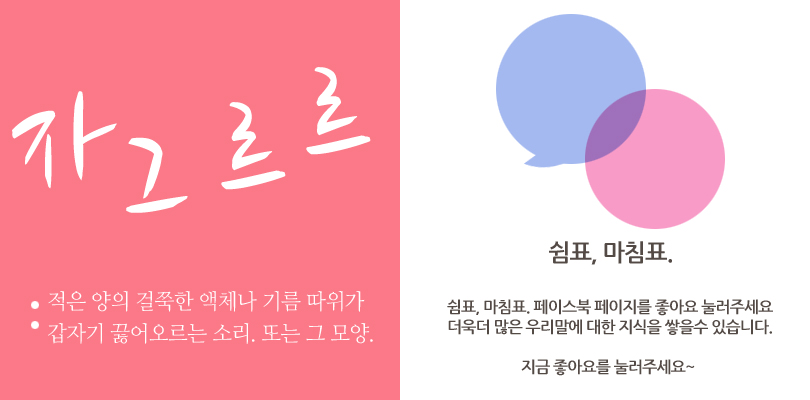 자그르르
적은 양의 걸쭉한 액체나 기름 따위가
갑자기 끓어오르는 소리. 또는 그 모양.
쉼표, 마침표.
쉼표, 마침표. 페이스북 페이지를 좋아요 눌러주세요
더욱더 많은 우리말에 대한 지식을 쌓을수 있습니다.
지금 좋아요를 눌러주세요~